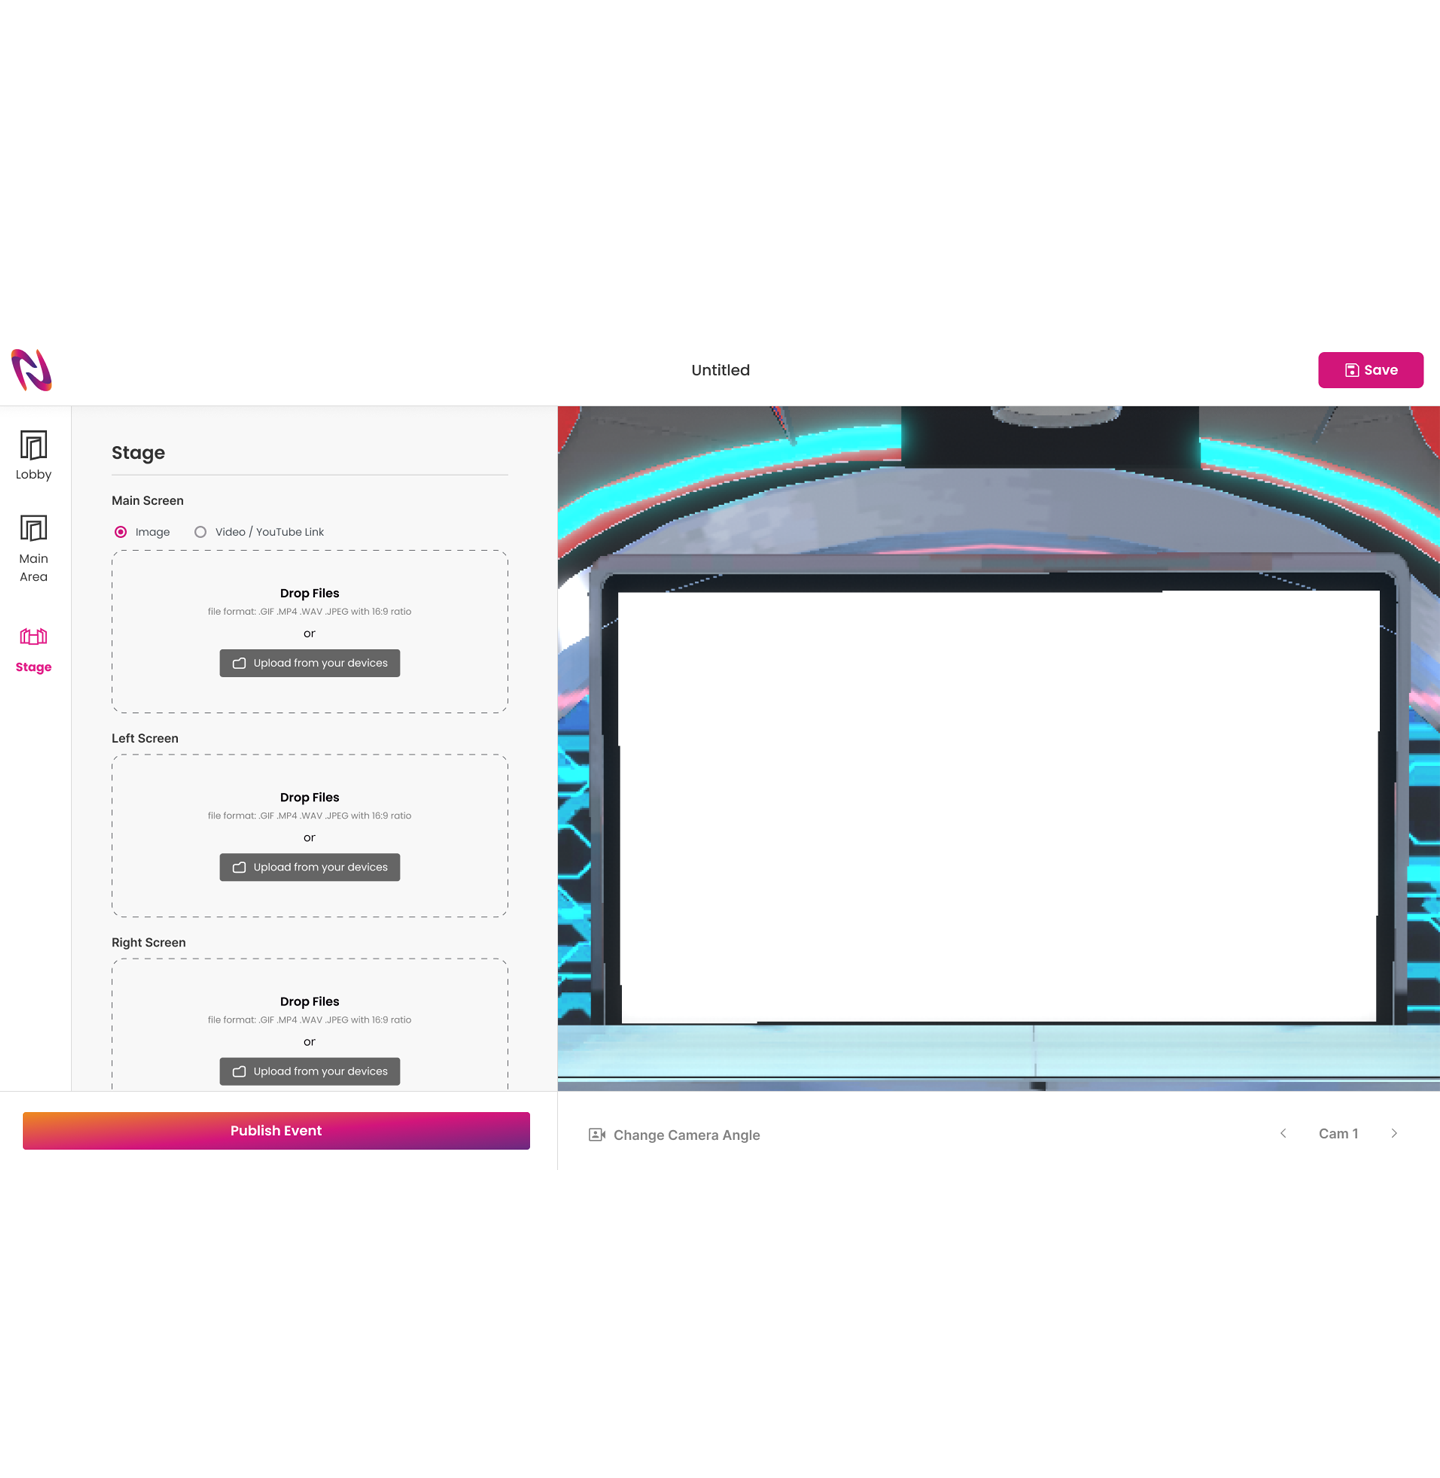 Untitled
Save
Lobby
Main
Area
Stage
Stage
Main Screen
Image
Video / YouTube Link
Drop Files
file format: .GIF .MP4 .WAV .JPEG with 16:9 ratio
or
Upload from your devices
Left Screen
Drop Files
file format: .GIF .MP4 .WAV .JPEG with 16:9 ratio
or
Upload from your devices
Right Screen
Drop Files
file format: .GIF .MP4 .WAV .JPEG with 16:9 ratio
or
Upload from your devices
Publish Event
Change Camera Angle
Cam 1